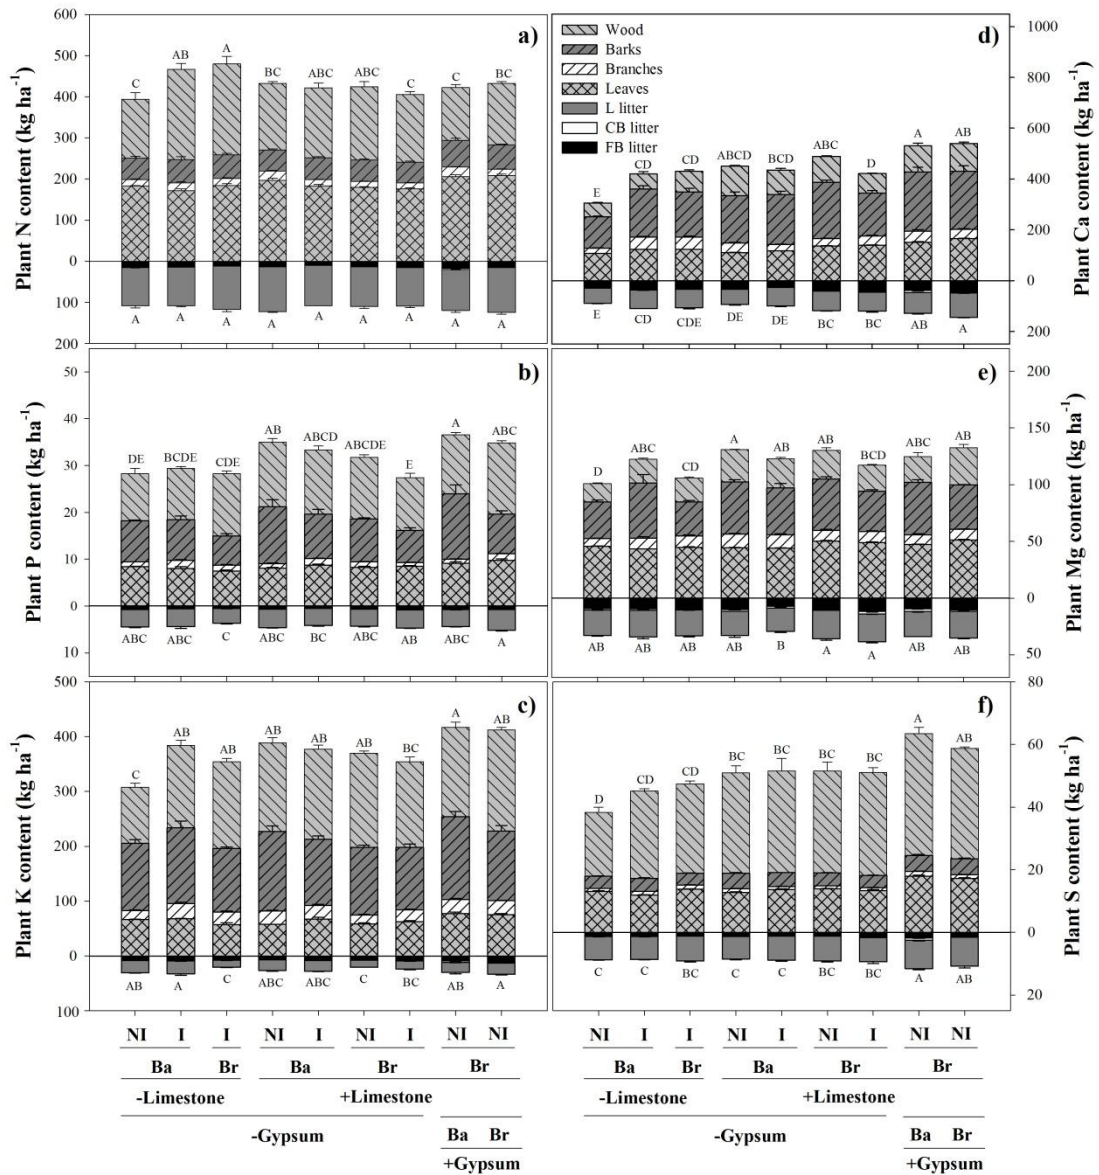 a)
Plant N content (kg ha-1)
600
500
400
300
200
100
0
100
200
C AB A BC ABC ABC C C BC
A A A A A A A A A
d)
Plant Ca content (kg ha-1)
1000
800
600
400
200
0
200
Wood
Barks
Branches
Leaves
L litter
CB litter
FB litter
E CD CD ABCD BCD ABC D A AB
E CD CDE DE DE BC BC AB A
b)
Plant P content (kg ha-1)
50
40
30
20
10
0
10
DE BCDE CDE AB ABCD ABCDE E A ABC
ABC ABC C ABC BC ABC ABC ABC A
e)
Plant Mg content (kg ha-1)
200
150
100
50
0
50
D ABC CD A AB AB BCD ABC AB
AB AB AB AB B A A AB AB
c)
Plant K content (kg ha-1)
500
400
300
200
100
0
100
C AB AB AB AB AB BC A AB
AB A C ABC ABC C BC AB A
f)
Plant S content (kg ha-1)
80
60
40
20
0
20
D CD CD BC BC BC BC A AB
C C BC C C BC BC A AB
NI I I NI I NI I NI NI NI I I NI I NI I NI NI
Ba Br Ba Br Br Ba Br Ba Br Br
-Limestone +Limestone -Limestone +Limestone
-Gypsum Ba Br -Gypsum Ba Br
+Gypsum +Gypsum